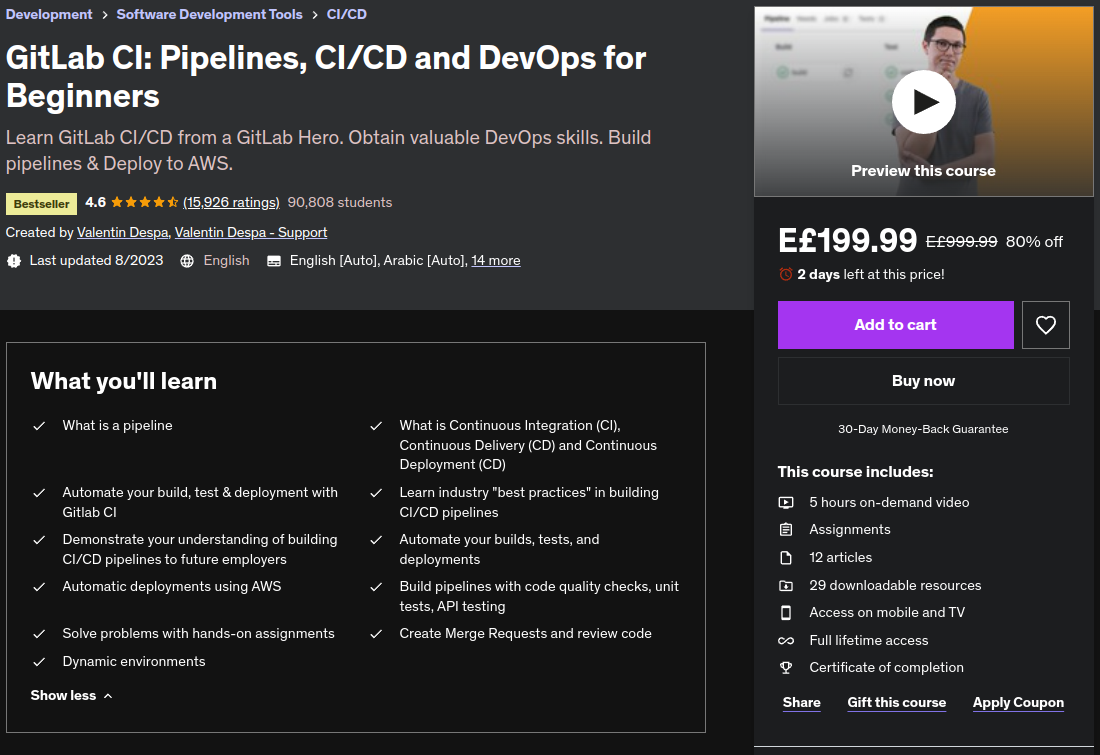 Development > Software Development Tools > CI/CD
GitLab CI: Pipelines, CI/CD and DevOps for
Beginners
Learn GitLab CI/CD from a GitLab Hero. Obtain valuable DevOps skills. Build
pipelines & Deploy to AWS.
Bestseller 4.6 (15,926 ratings) 90,808 students
Created by Valentin Despa, Valentin Despa - Support
Last updated 8/2023 English English [Auto], Arabic [Auto], 14 more
What you'll learn
What is a pipeline
What is Continuous Integration (CI),
Continuous Delivery (CD) and Continuous
Deployment (CD)
Automate your build, test & deployment with
Gitlab CI
Learn industry "best practices" in building
CI/CD pipelines
Demonstrate your understanding of building
CI/CD pipelines to future employers
Automate your builds, tests, and
deployments
Automatic deployments using AWS
Build pipelines with code quality checks, unit
tests, API testing
Solve problems with hands-on assignments
Create Merge Requests and review code
Dynamic environments
Show less
Preview this course
E£199.99 E£999.99 80% off
2 days left at this price!
Add to cart
Buy now
30-Day Money-Back Guarantee
This course includes:
5 hours on-demand video
Assignments
12 articles
29 downloadable resources
Access on mobile and TV
Full lifetime access
Certificate of completion
Share Gift this course Apply Coupon